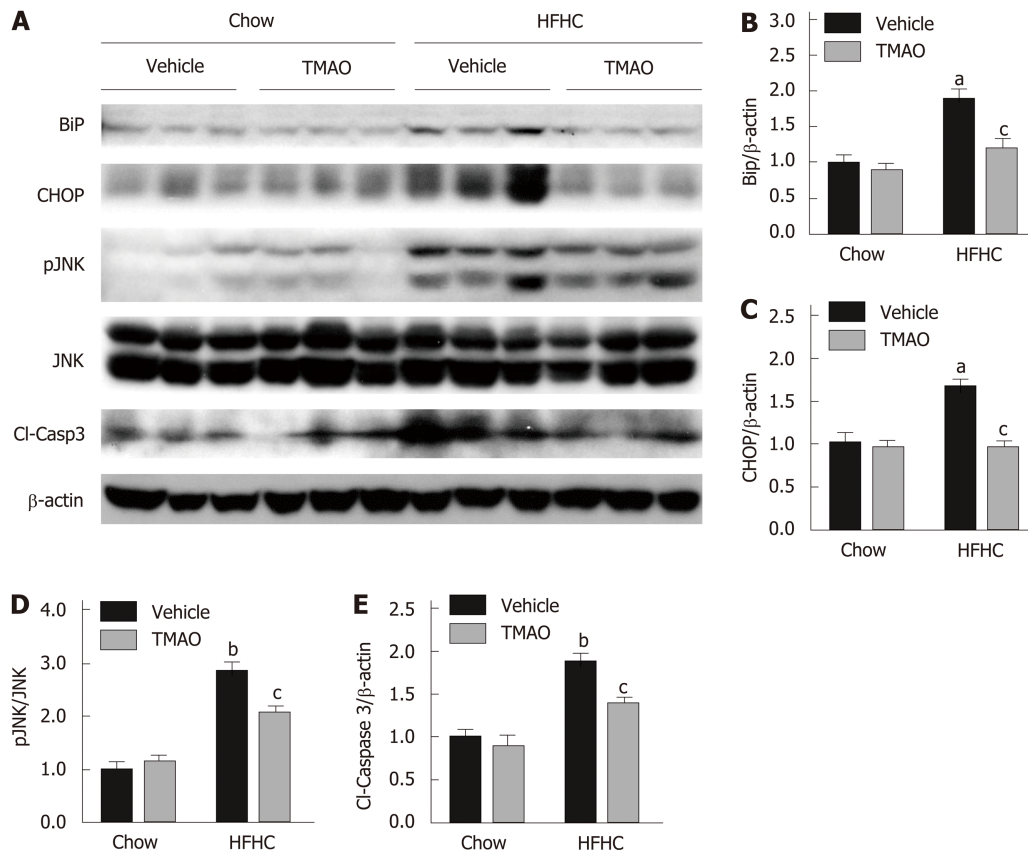 A
Chow
HFHC
Vehicle
TMAO
Vehicle
TMAO
BiP
CHOP
pJNK
JNK
Cl-Casp3
β-actin
B
Bip/β-actin
3.0
2.5
2.0
1.5
1.0
0.5
0.0
Vehicle
TMAO
a
c
Chow
HFHC
C
CHOP/β-actin
2.5
2.0
1.5
1.0
0.5
0.0
Vehicle
TMAO
a
c
Chow
HFHC
D
pJNK/JNK
4.0
3.0
2.0
1.0
0.0
Vehicle
TMAO
b
c
Chow
HFHC
E
Cl-Caspase 3/β-actin
2.5
2.0
1.5
1.0
0.5
0.0
Vehicle
TMAO
b
c
Chow
HFHC